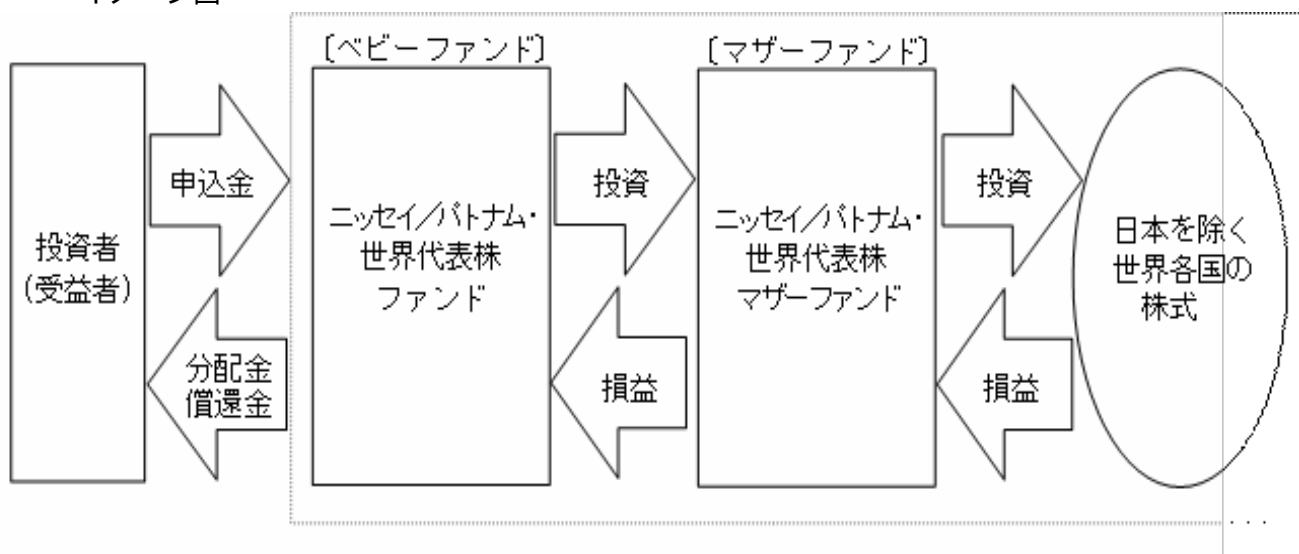 〔ベビーファンド〕
〔マザーファンド〕
申込金
投資
投資
投資者
(受益者)
ニッセイ/パトナム・
世界代表株
ファンド
ニッセイ/パトナム・
世界代表株
マザーファンド
日本を除く
世界各国の
株式
分配金
償還金
損益
損益